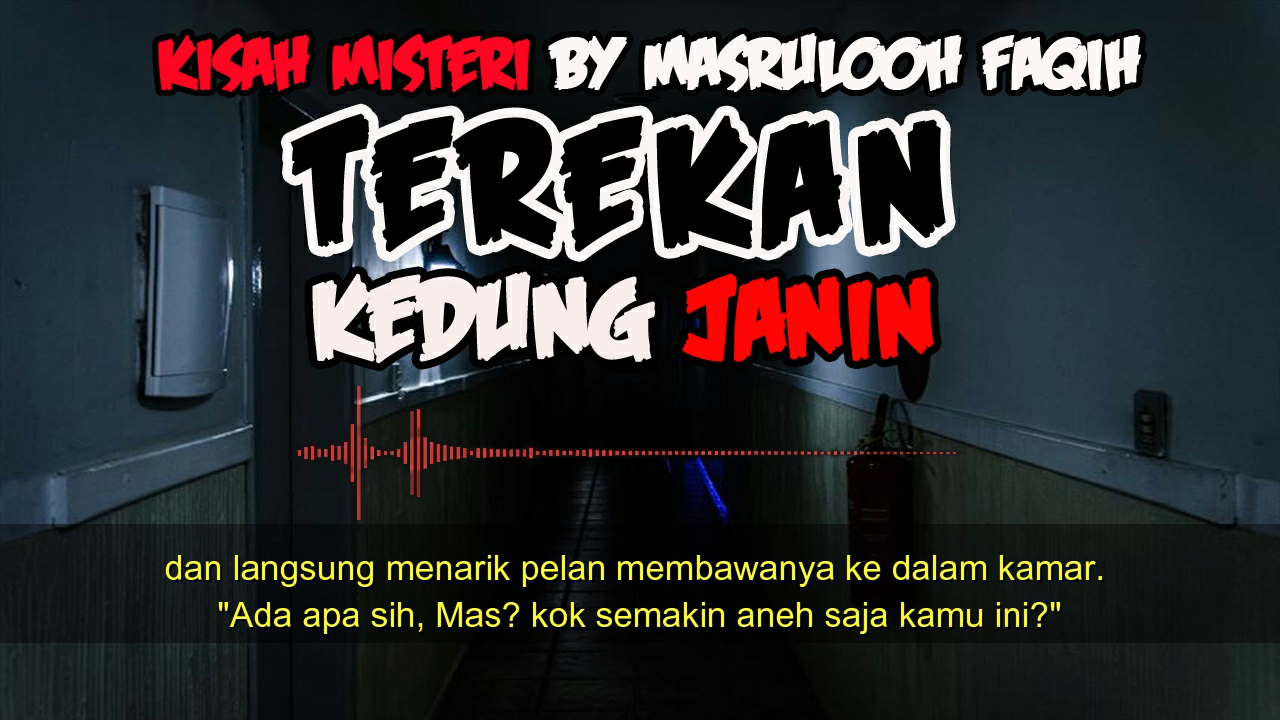 KISAH MISTERI BY MASRULOOH FAQIH
TEREKAN
KEDUNG JANIN
dan langsung menarik pelan membawanya ke dalam kamar.
"Ada apa sih, Mas? kok semakin aneh saja kamu ini?"